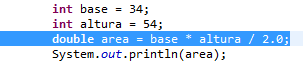 int base = 34;
int altura = 54;
double area = base * altura / 2.0;
System.out.println(area);